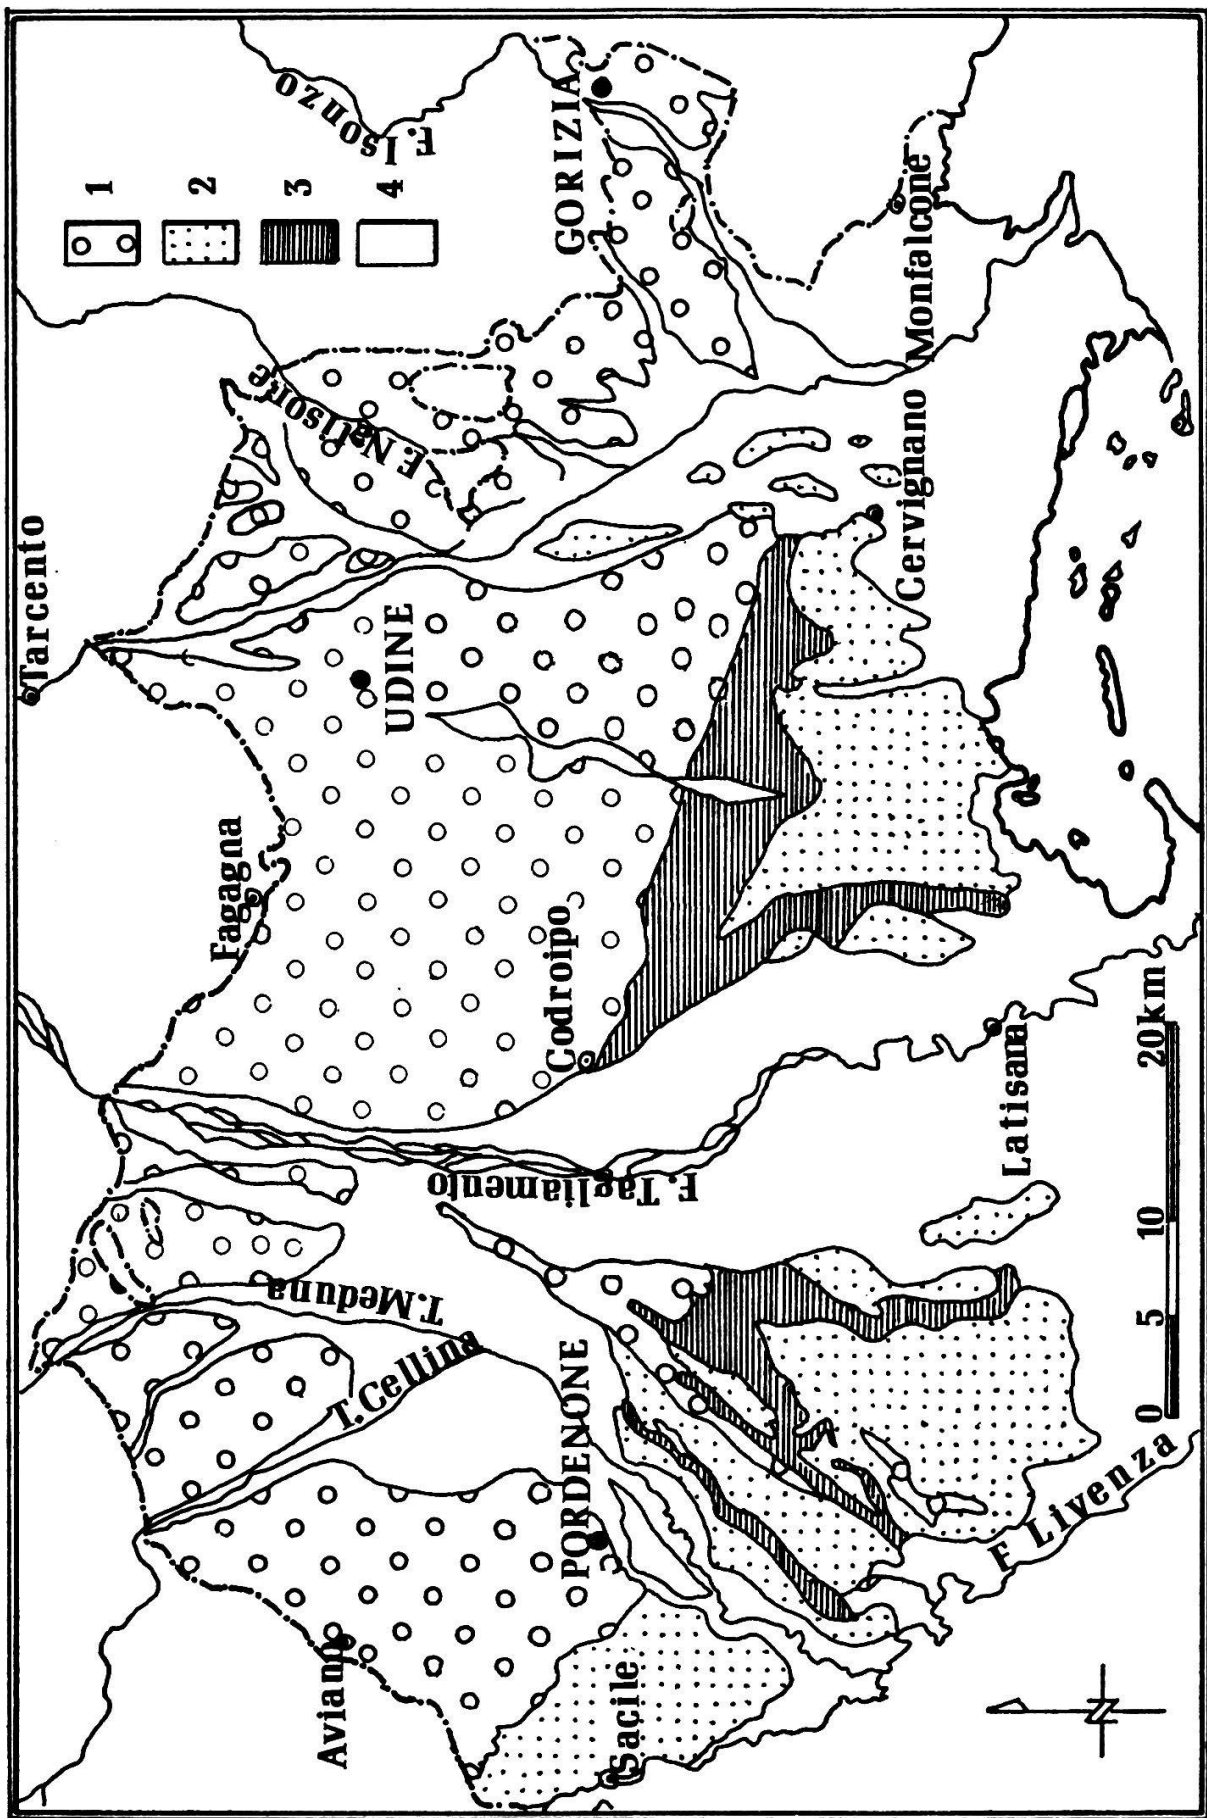 F. Isonzo
1
2
3
4
GORIZIA
Monfalcone
F. Natisone
Tarcento
UDINE
Cervignano
Fagagna
Codroipo
F. Tagliamento
Latisana
T. Meduna
T. Cellina
PORDENONE
Aviano
Sacile
F Livenza
0 5 10 20km
N